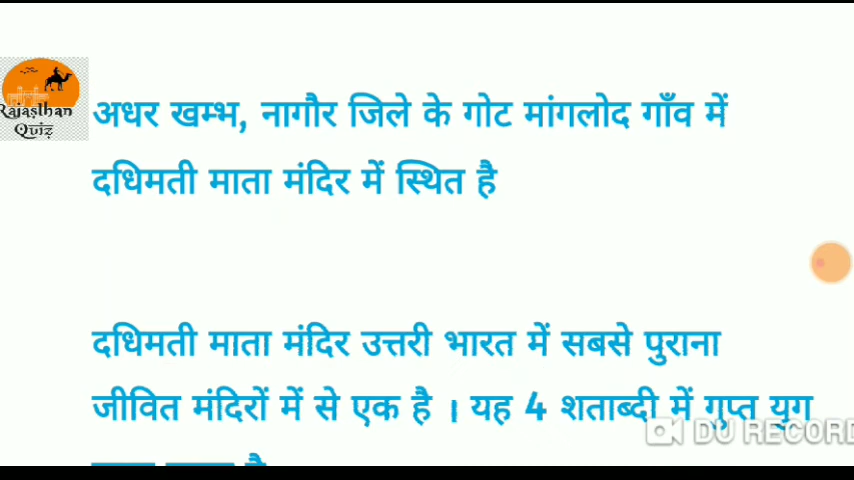 Rajasthan
Quiz
अधर खम्भ, नागौर जिले के गोट मांगलोद गाँव में
दधिमती माता मंदिर में स्थित है
दधिमती माता मंदिर उत्तरी भारत में सबसे पुराना
जीवित मंदिरों में से एक है । यह 4 शताब्दी में गुप्त युग
DU RECORD
है